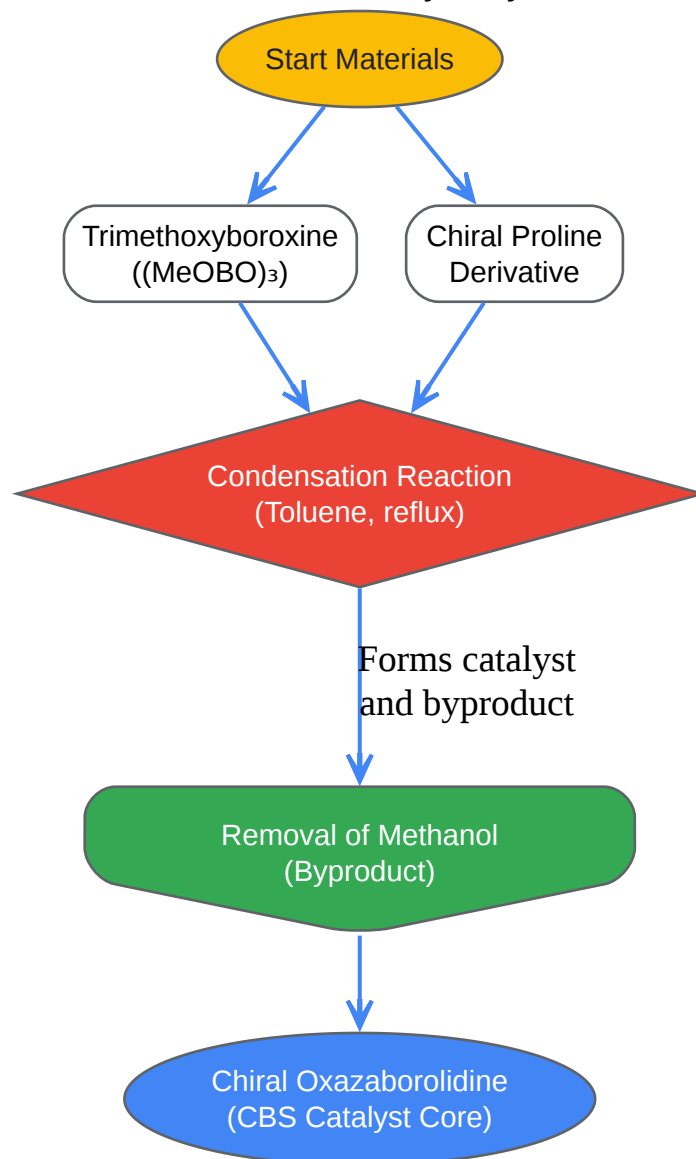 Start Materials
Trimethoxyboroxine
((MeOBO)₃)
Chiral Proline
Derivative
Condensation Reaction
(Toluene, reflux)
Forms catalyst
and byproduct
Removal of Methanol
(Byproduct)
Chiral Oxazaborolidine
(CBS Catalyst Core)